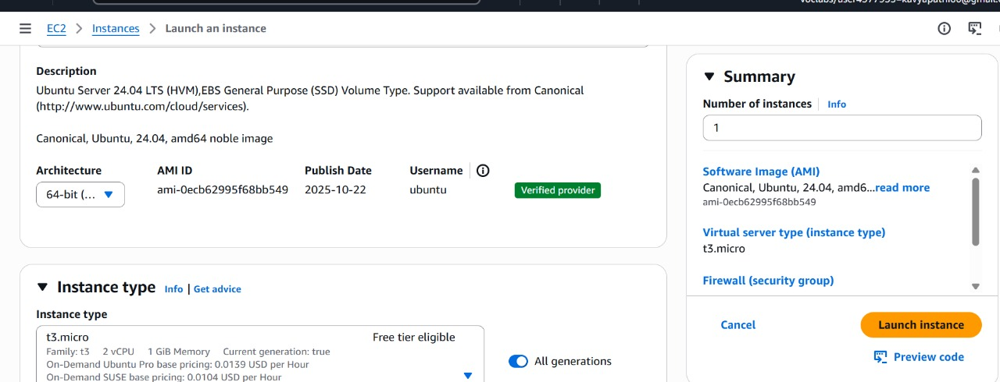 EC2 > Instances > Launch an instance
Description
Ubuntu Server 24.04 LTS (HVM),EBS General Purpose (SSD) Volume Type. Support available from Canonical
(http://www.ubuntu.com/cloud/services).
Canonical, Ubuntu, 24.04, amd64 noble image
Architecture AMI ID Publish Date Username
64-bit (... ami-0ecb62995f68bb549 2025-10-22 ubuntu Verified provider
Instance type Info | Get advice
Instance type
t3.micro Free tier eligible
Family: t3 2 vCPU 1 GiB Memory Current generation: true
On-Demand Ubuntu Pro base pricing: 0.0139 USD per Hour
On-Demand SUSE base pricing: 0.0104 USD per Hour
All generations
Summary
Number of instances Info
1
Software Image (AMI)
Canonical, Ubuntu, 24.04, amd6...read more
ami-0ecb62995f68bb549
Virtual server type (instance type)
t3.micro
Firewall (security group)
Cancel Launch instance
Preview code